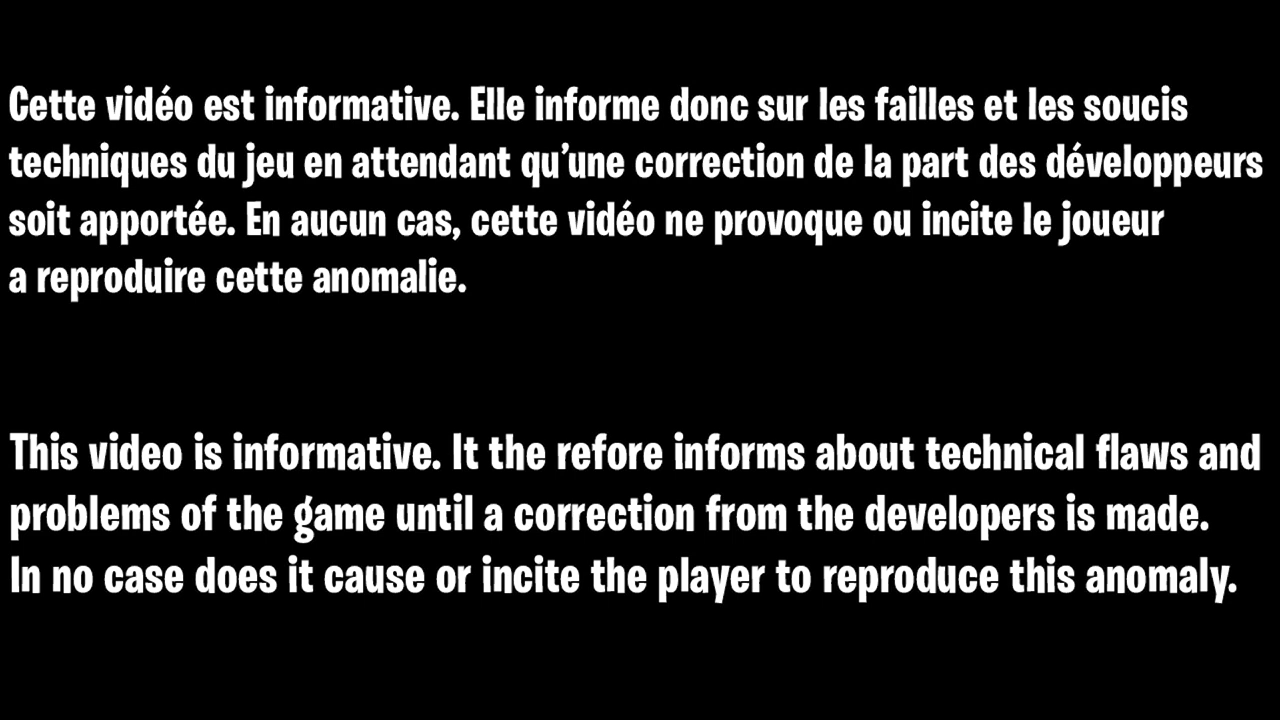 Cette vidéo est informative. Elle informe donc sur les failles et les soucis
techniques du jeu en attendant qu'une correction de la part des développeurs
soit apportée. En aucun cas, cette vidéo ne provoque ou incite le joueur
a reproduire cette anomalie.
This video is informative. It the refore informs about technical flaws and
problems of the game until a correction from the developers is made.
In no case does it cause or incite the player to reproduce this anomaly.